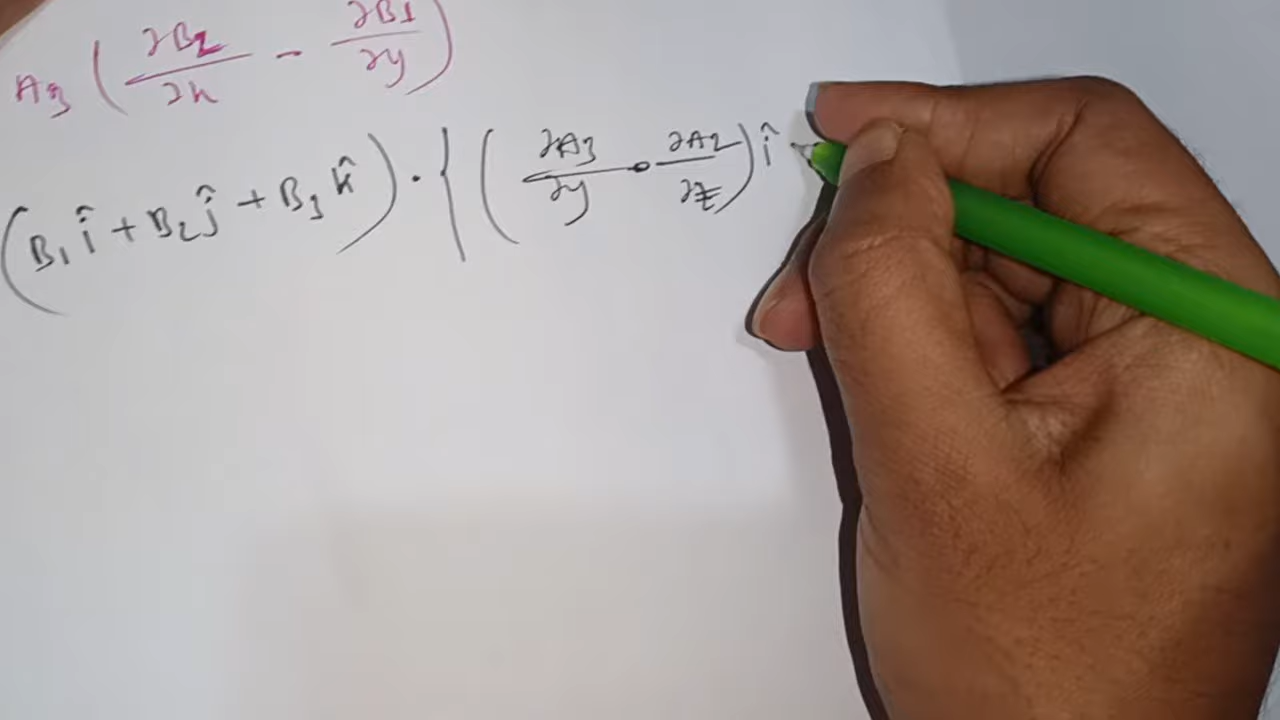 A3 ( ∂B2/∂x - ∂B1/∂y )
(B1 î + B2 ĵ + B3 k̂) · { ( ∂A3/∂y - ∂A2/∂z ) î